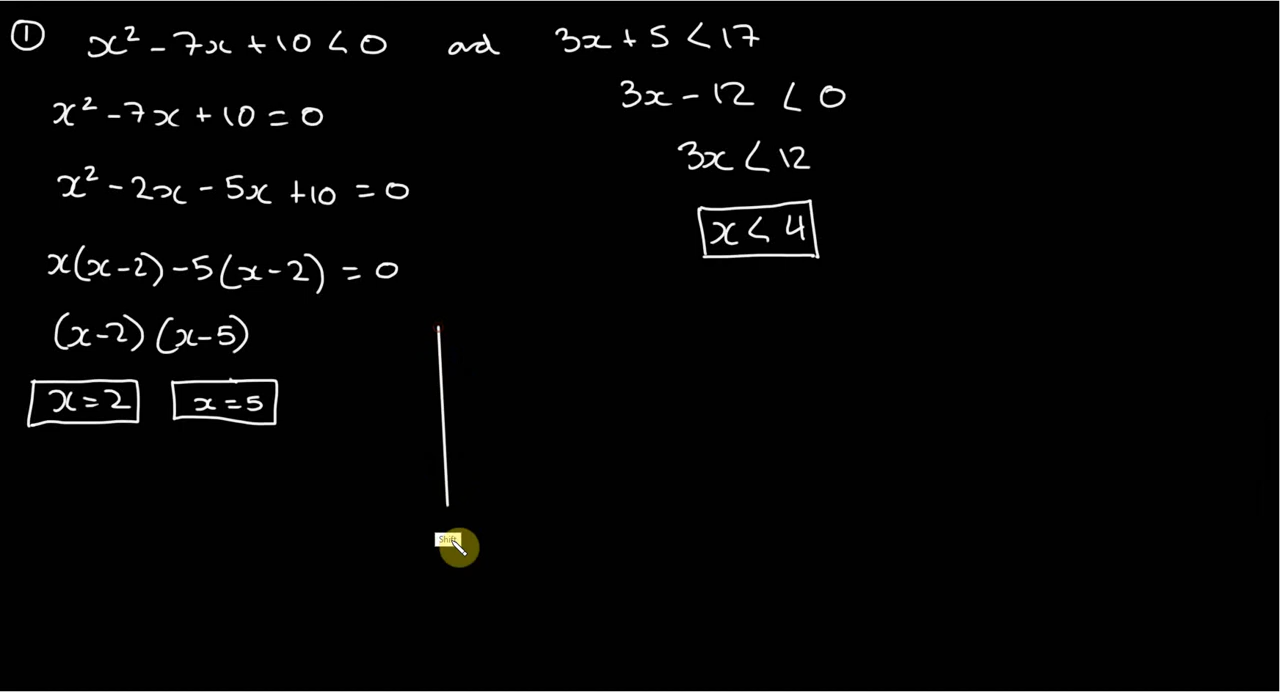 ① x² - 7x + 10 < 0 and 3x + 5 < 17
3x - 12 < 0
x² - 7x + 10 = 0
3x < 12
x² - 2x - 5x + 10 = 0
x < 4
x(x-2) - 5(x-2) = 0
(x-2)(x-5)
x = 2 x = 5
Shift